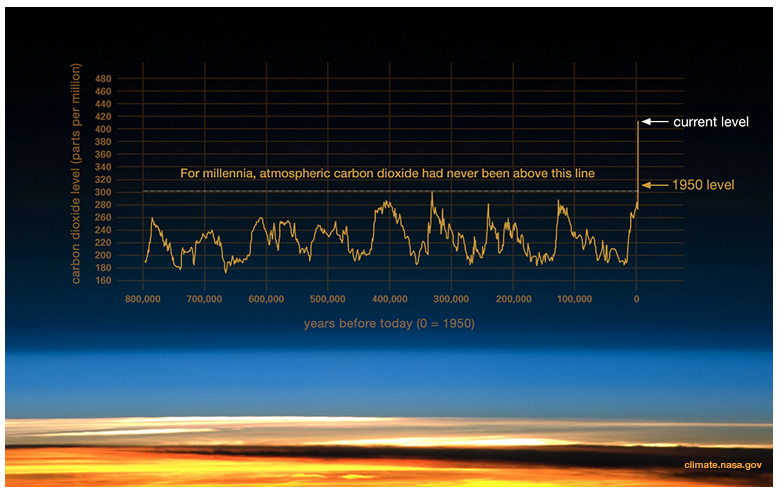 carbon dioxide level (parts per million)
480
460
440
420
400
380
360
340
320
300
280
260
240
220
200
180
160
current level
For millennia, atmospheric carbon dioxide had never been above this line
1950 level
800,000 700,000 600,000 500,000 400,000 300,000 200,000 100,000 0
years before today (0 = 1950)
climate.nasa.gov